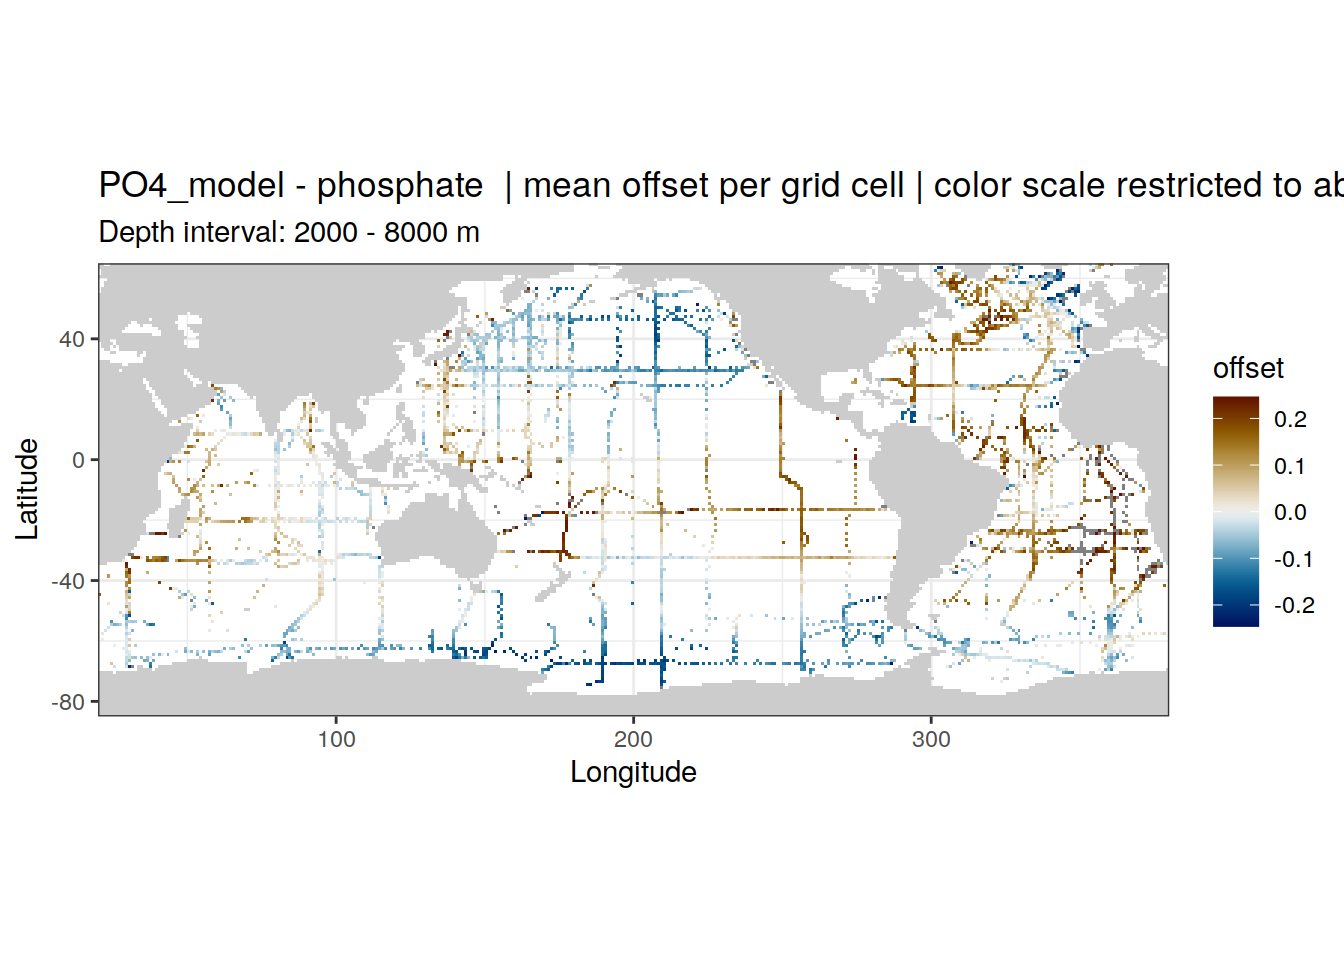 PO4_model - phosphate | mean offset per grid cell | color scale restricted to
Depth interval: 2000 - 8000 m
offset
0.2
0.1
0.0
-0.1
-0.2
40
0
-40
-80
Latitude
100
200
300
Longitude